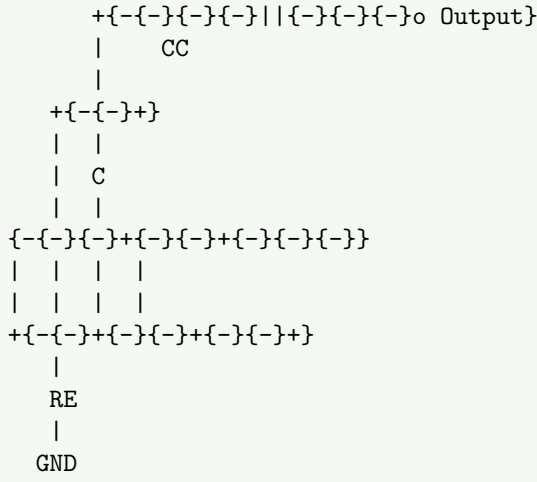 +{-{-}{-}{-}||{-}{-}{-}o Output}
| CC
|
+{-{-}+}
| |
| C
| |
{-{-}{-}+{-}{-}+{-}{-}{-}}
| | | |
| | | |
+{-{-}+{-}{-}+{-}{-}+}
|
RE
|
GND